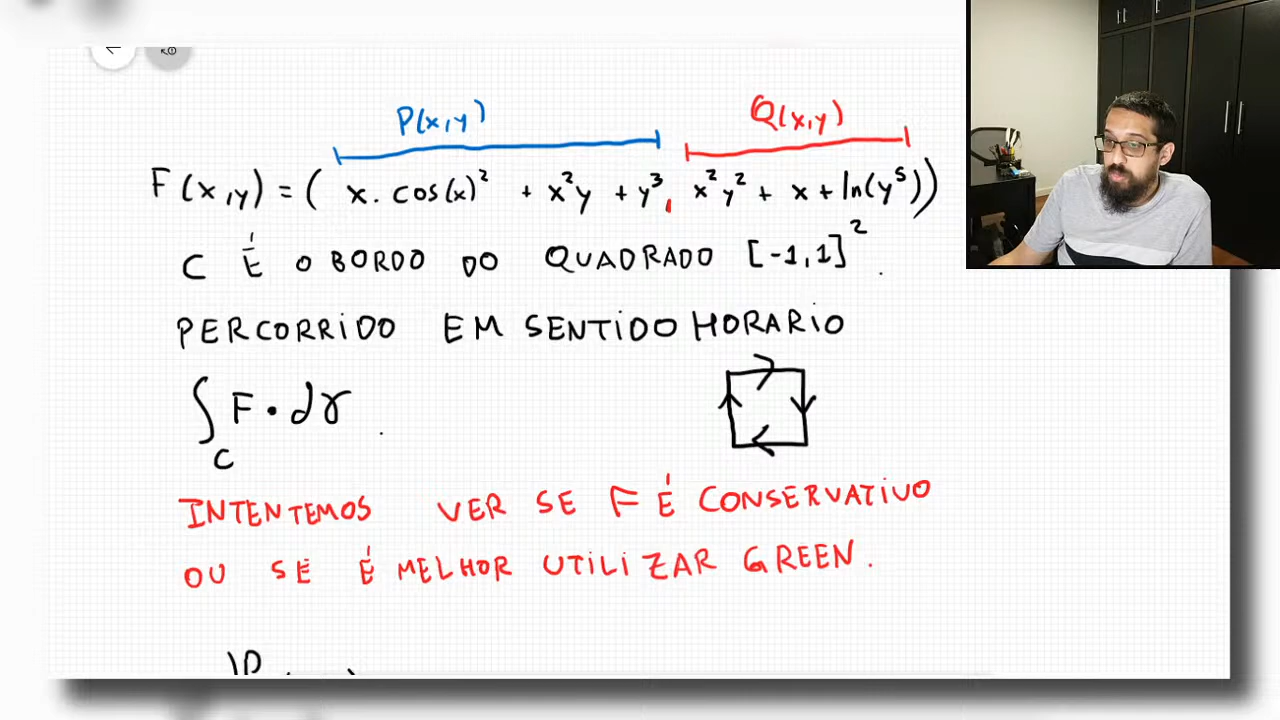 P(x,y) Q(x,y)
F(x,y) = ( x. cos(x)² + x²y + y³, x²y² + x + ln(y⁵))
C É O BORDO DO QUADRADO [-1,1]² .
PERCORRIDO EM SENTIDO HORARIO
∫ F • dr
C
INTENTEMOS VER SE F É CONSERVATIVO
OU SE É MELHOR UTILIZAR GREEN.